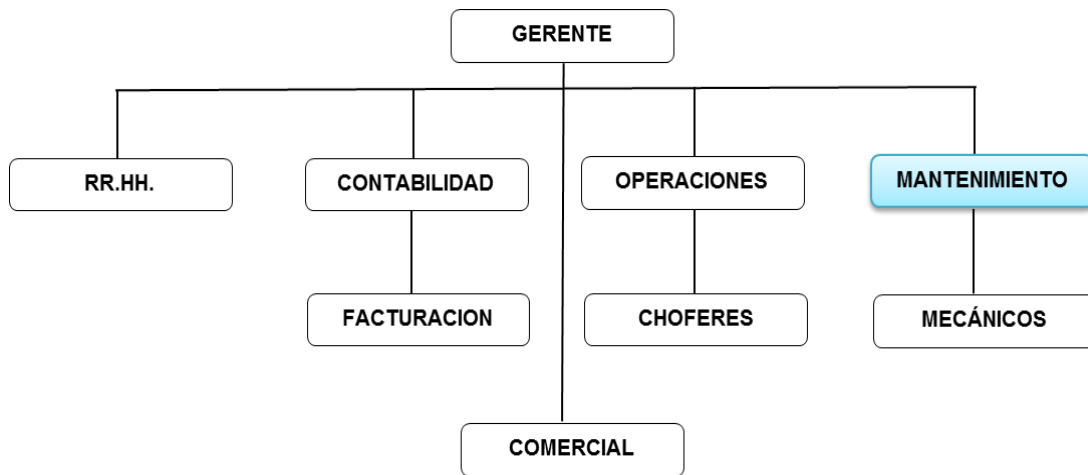 GERENTE
RR.HH.
CONTABILIDAD
OPERACIONES
MANTENIMIENTO
FACTURACION
CHOFERES
MECÁNICOS
COMERCIAL